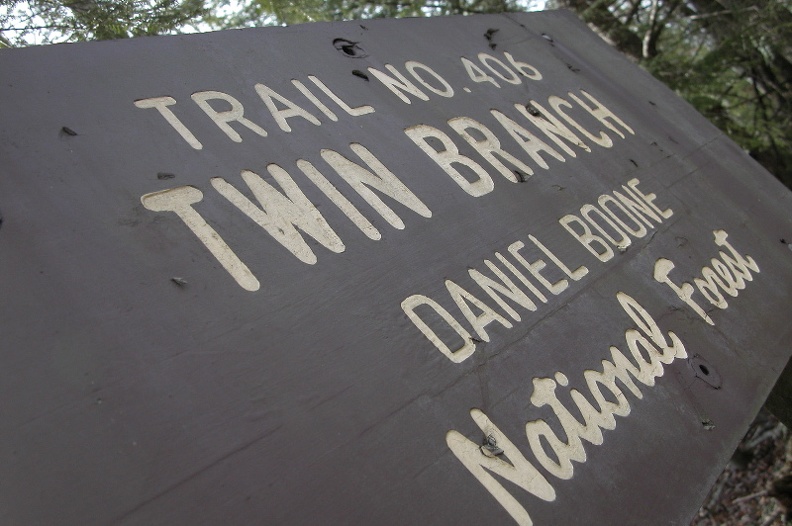 TRAIL NO. 406
TWIN BRANCH
DANIEL BOONE
National Forest